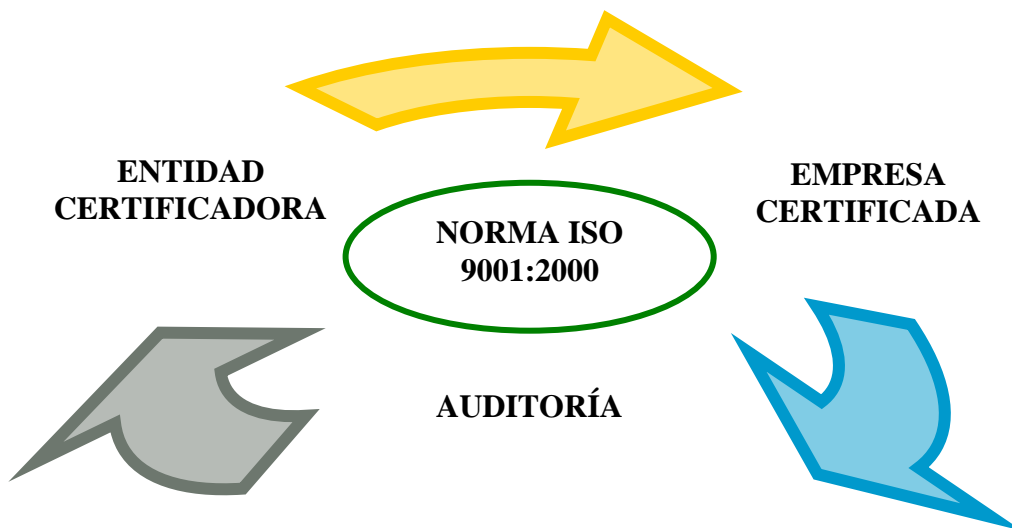 ENTIDAD
CERTIFICADORA
EMPRESA
CERTIFICADA
NORMA ISO
9001:2000
AUDITORÍA